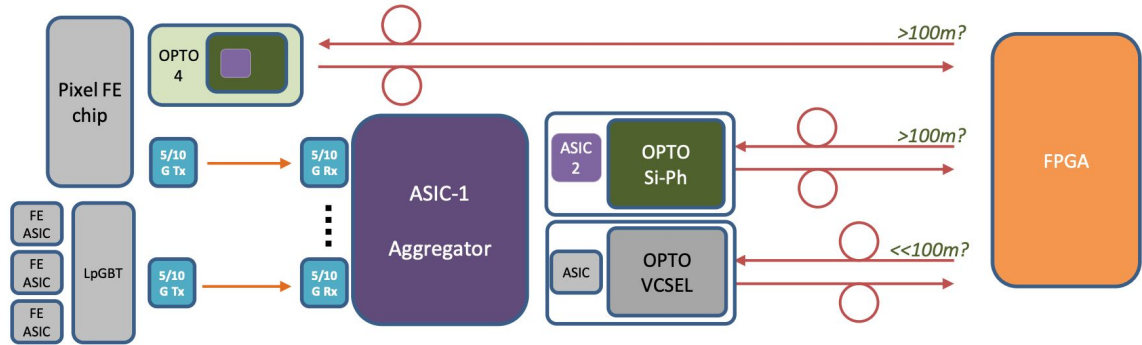 Pixel FE
chip
OPTO
4
>100m?
FPGA
5/10
G Tx
5/10
G Rx
ASIC-1
Aggregator
ASIC
2
OPTO
Si-Ph
>100m?
FE
ASIC
FE
ASIC
FE
ASIC
LpGBT
5/10
G Tx
5/10
G Rx
ASIC
OPTO
VCSEL
<<100m?